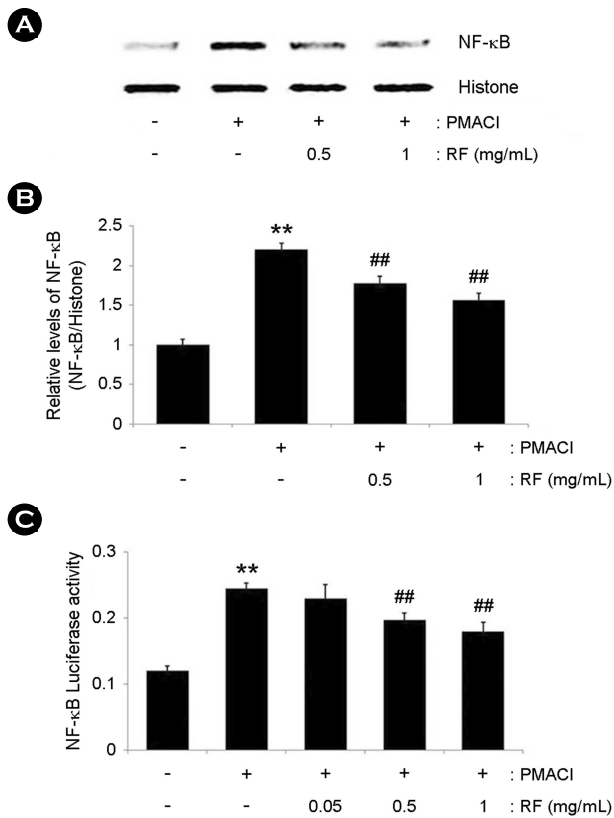 A
NF-κB
Histone
- + + + : PMACI
- - 0.5 1 : RF (mg/mL)
B
Relative levels of NF-κB
(NF-κB/Histone)
2.5
2
1.5
1
0.5
0
** ## ##
- + + + : PMACI
- - 0.5 1 : RF (mg/mL)
C
NF-κB Luciferase activity
0.3
0.2
0.1
0
** ## ##
- + + + + : PMACI
- - 0.05 0.5 1 : RF (mg/mL)